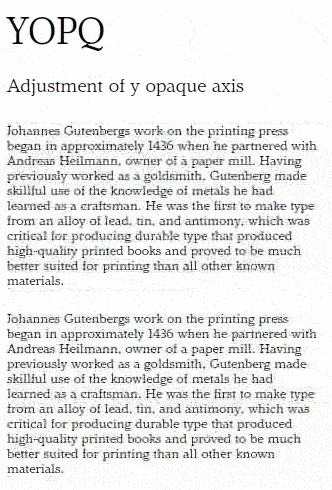 YOPQ
Adjustment of y opaque axis
Johannes Gutenbergs work on the printing press
began in approximately 1436 when he partnered with
Andreas Heilmann, owner of a paper mill. Having
previously worked as a goldsmith, Gutenberg made
skillful use of the knowledge of metals he had
learned as a craftsman. He was the first to make type
from an alloy of lead, tin, and antimony, which was
critical for producing durable type that produced
high-quality printed books and proved to be much
better suited for printing than all other known
materials.
Johannes Gutenbergs work on the printing press
began in approximately 1436 when he partnered with
Andreas Heilmann, owner of a paper mill. Having
previously worked as a goldsmith, Gutenberg made
skillful use of the knowledge of metals he had
learned as a craftsman. He was the first to make type
from an alloy of lead, tin, and antimony, which was
critical for producing durable type that produced
high-quality printed books and proved to be much
better suited for printing than all other known
materials.